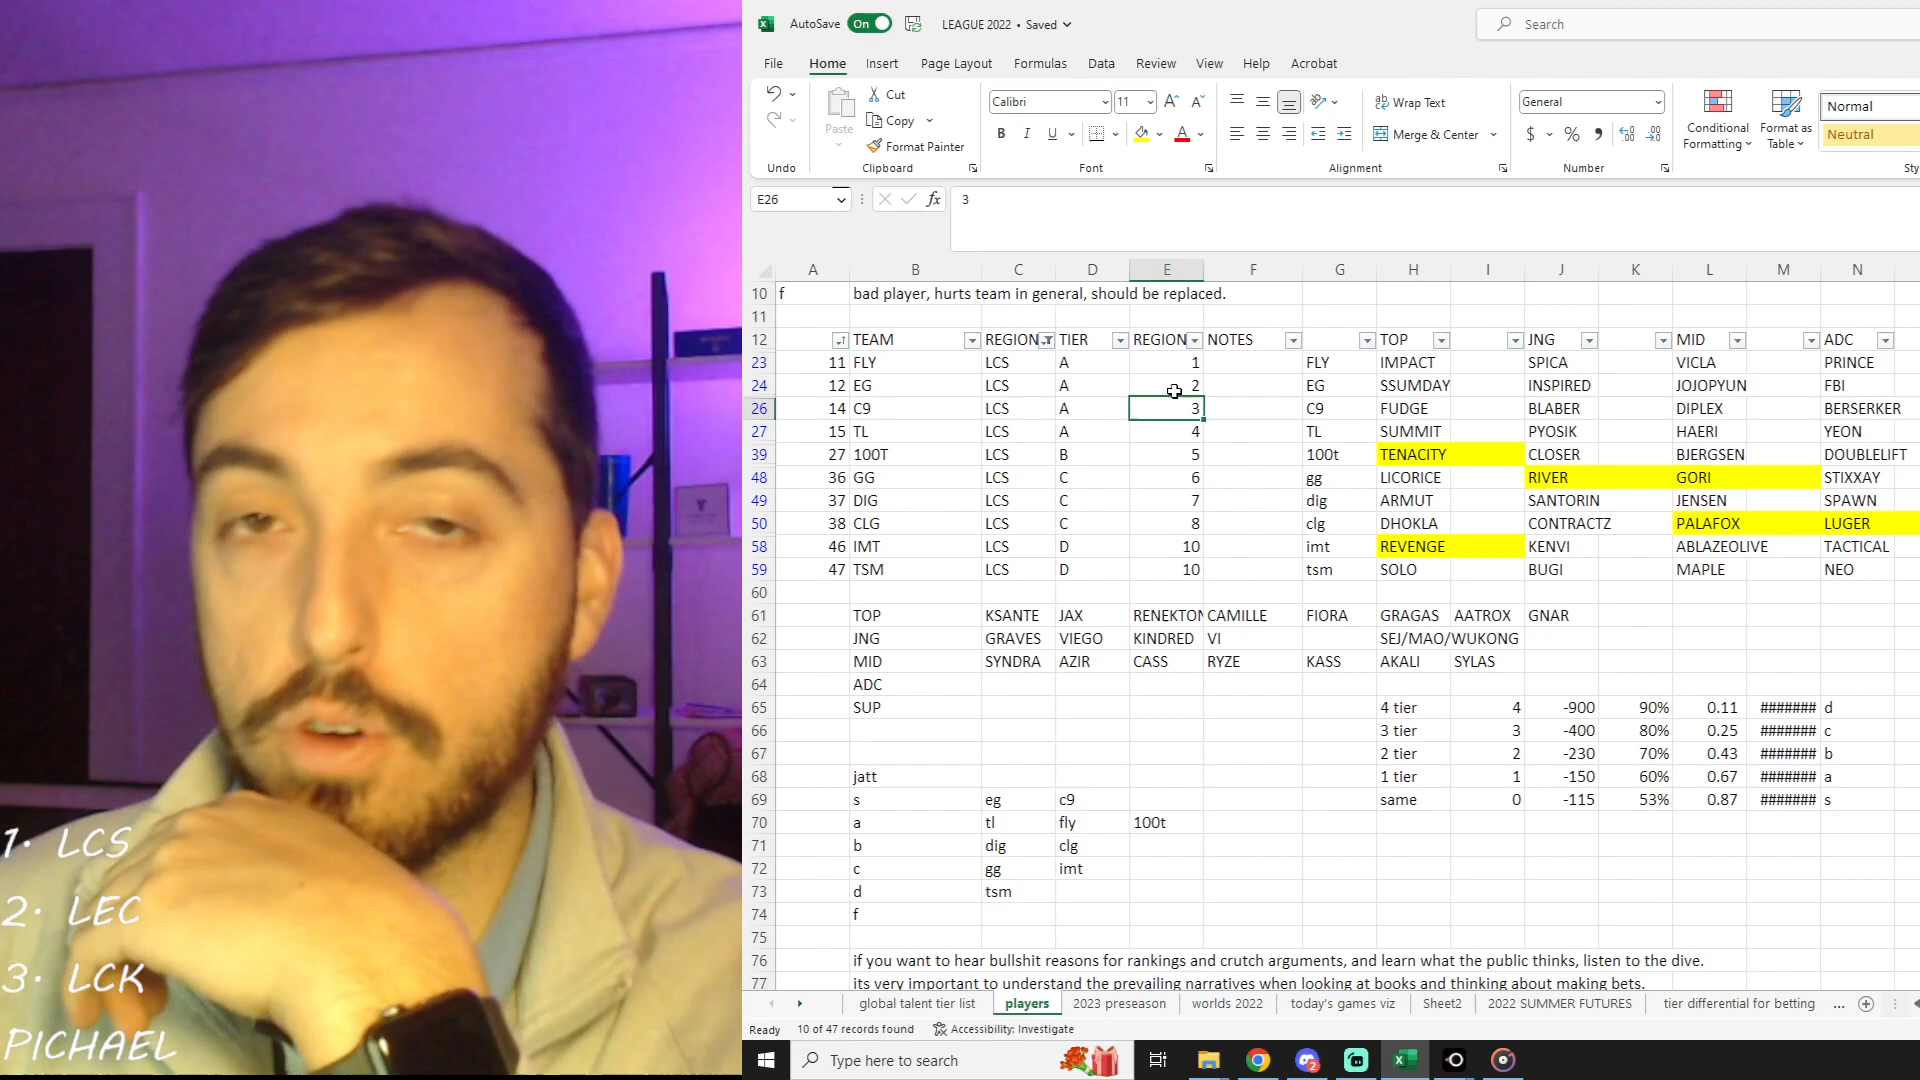 AutoSave On LEAGUE 2022 • Saved Search
File Home Insert Page Layout Formulas Data Review View Help Acrobat
Undo
Paste Cut Copy Format Painter
Clipboard
Calibri 11
B I U A
Font
ab Wrap Text
Merge & Center
Alignment
General
$ % 9
Number
Conditional Formatting
Format as Table
Normal
Neutral
E26 fx 3
A B C D E F G H I J K L M N
10 f bad player, hurts team in general, should be replaced.
11
12 TEAM REGION TIER REGION NOTES TOP JNG MID ADC
23 11 FLY LCS A 1 FLY IMPACT SPICA VICLA PRINCE
24 12 EG LCS A 2 EG SSUMDAY INSPIRED JOJOPYUN FBI
26 14 C9 LCS A 3 C9 FUDGE BLABER DIPLEX BERSERKER
27 15 TL LCS A 4 TL SUMMIT PYOSIK HAERI YEON
39 27 100T LCS B 5 100t TENACITY CLOSER BJERGSEN DOUBLELIFT
48 36 GG LCS C 6 gg LICORICE RIVER GORI STIXXAY
49 37 DIG LCS C 7 dig ARMUT SANTORIN JENSEN SPAWN
50 38 CLG LCS C 8 clg DHOKLA CONTRACTZ PALAFOX LUGER
58 46 IMT LCS D 10 imt REVENGE KENVI ABLAZEOLIVE TACTICAL
59 47 TSM LCS D 10 tsm SOLO BUGI MAPLE NEO
60
61 TOP KSANTE JAX RENEKTON CAMILLE FIORA GRAGAS AATROX GNAR
62 JNG GRAVES VIEGO KINDRED VI SEJ/MAO/WUKONG
63 MID SYNDRA AZIR CASS RYZE KASS AKALI SYLAS
64 ADC
65 SUP 4 tier 4 -900 90% 0.11 ####### d
66 3 tier 3 -400 80% 0.25 ####### c
67 2 tier 2 -230 70% 0.43 ####### b
68 jatt 1 tier 1 -150 60% 0.67 ####### a
69 s eg c9 same 0 -115 53% 0.87 ####### s
70 a tl fly 100t
71 b dig clg
72 c gg imt
73 d tsm
74 f
75
76 if you want to hear bullshit reasons for rankings and crutch arguments, and learn what the public thinks, listen to the dive.
77 its very important to understand the prevailing narratives when looking at books and thinking about making bets.
global talent tier list players 2023 preseason worlds 2022 today's games viz Sheet2 2022 SUMMER FUTURES tier differential for betting ...
Ready 10 of 47 records found Accessibility: Investigate
Type here to search 2
1. LCS
2. LEC
3. LCK
PICHAEL